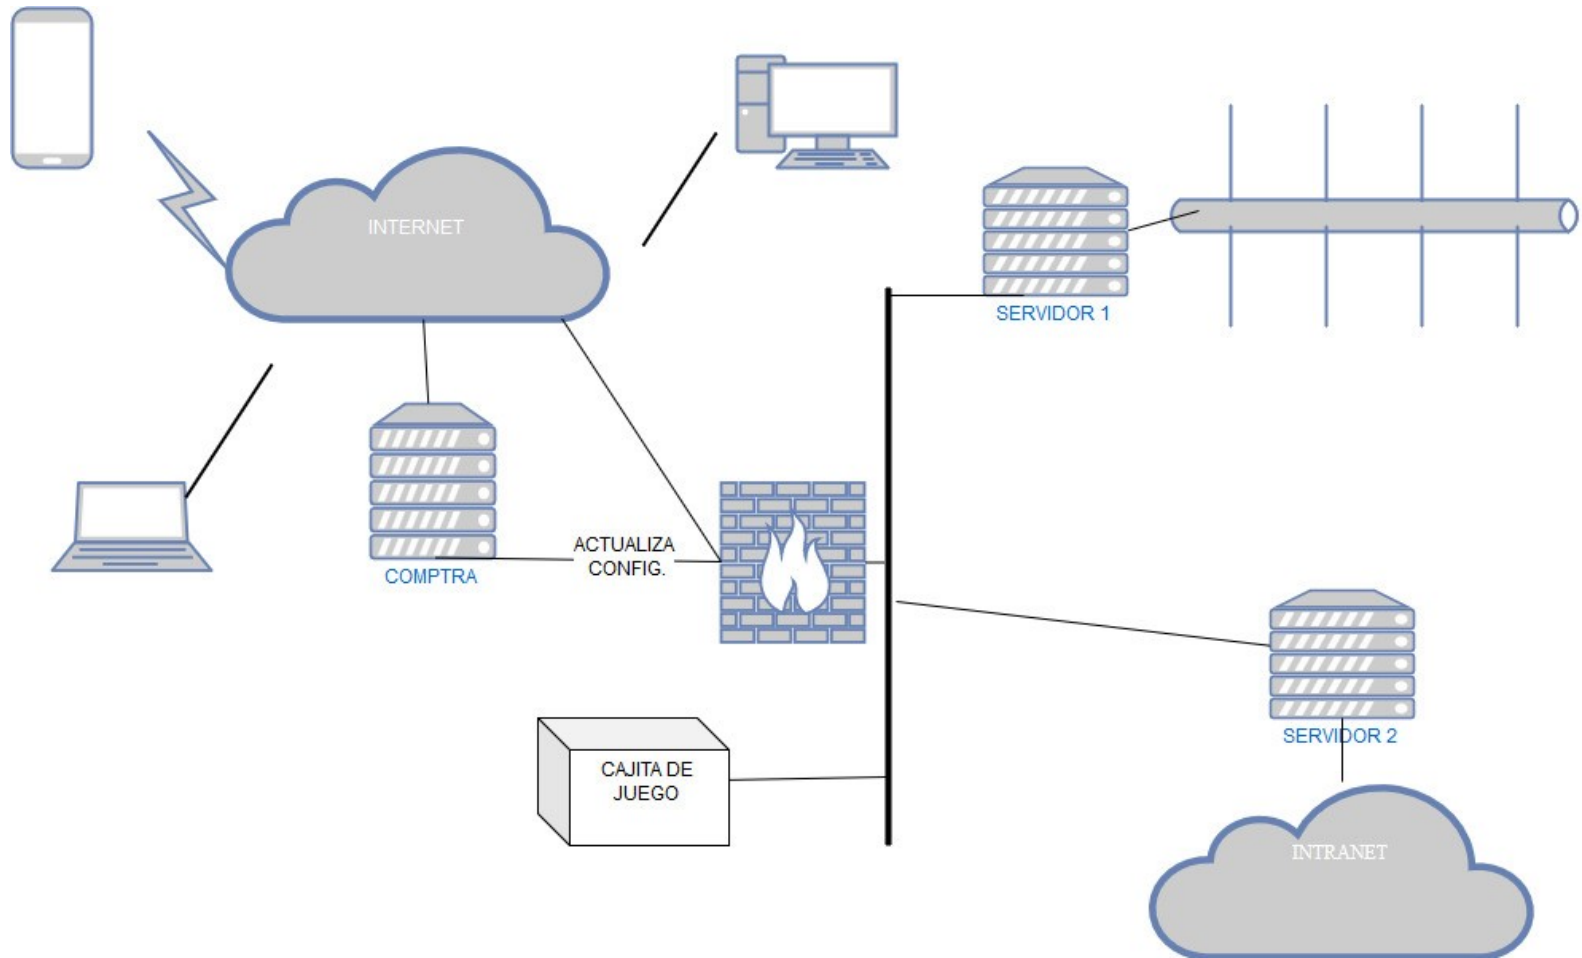 INTERNET
SERVIDOR 1
ACTUALIZA
CONFIG.
COMPTRA
SERVIDOR 2
CAJITA DE
JUEGO
INTRANET